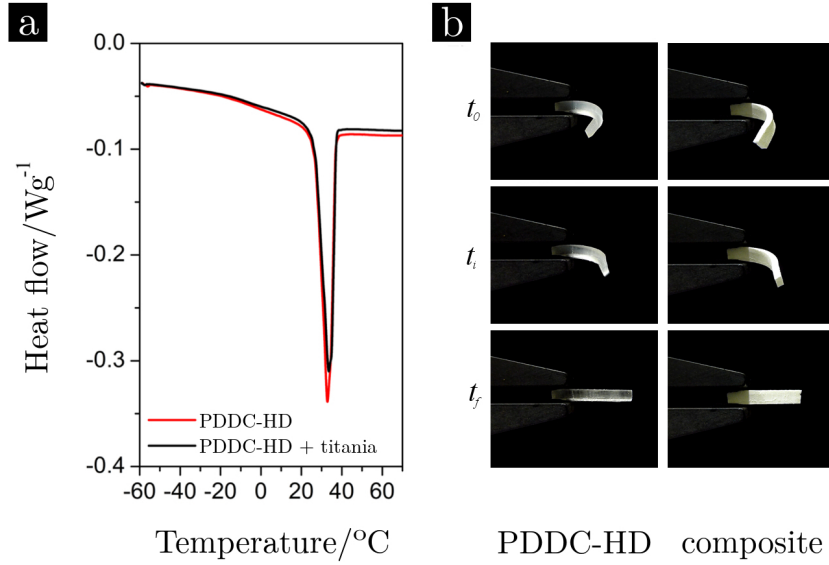 a
b
0.0
-0.1
-0.2
-0.3
-0.4
Heat flow/Wg⁻¹
PDDC-HD
PDDC-HD + titania
-60 -40 -20 0 20 40 60
Temperature/°C
t₀
tᵢ
t_f
PDDC-HD composite